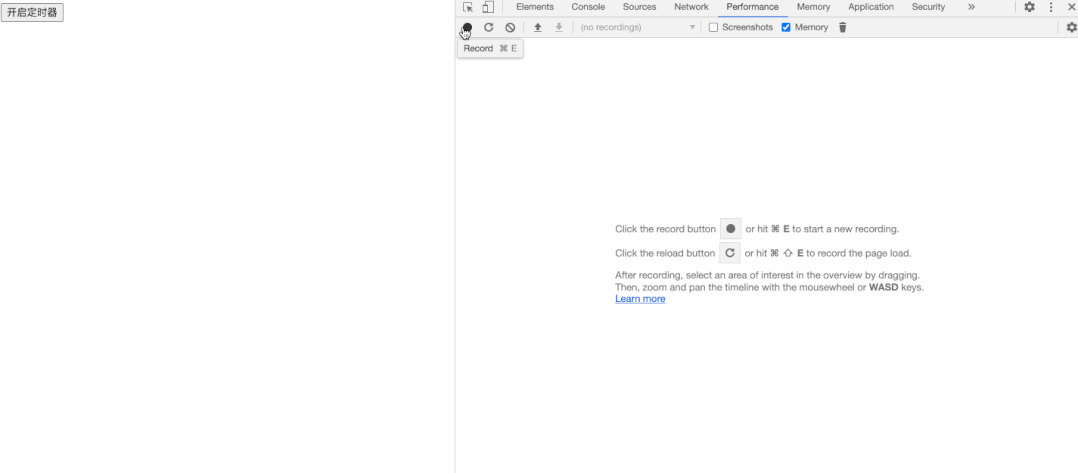 开启定时器
Elements Console Sources Network Performance Memory Application Security »
(no recordings) Screenshots Memory
Record ⌘ E
Click the record button or hit ⌘ E to start a new recording.
Click the reload button or hit ⌘ ⇧ E to record the page load.
After recording, select an area of interest in the overview by dragging.
Then, zoom and pan the timeline with the mousewheel or WASD keys.
Learn more